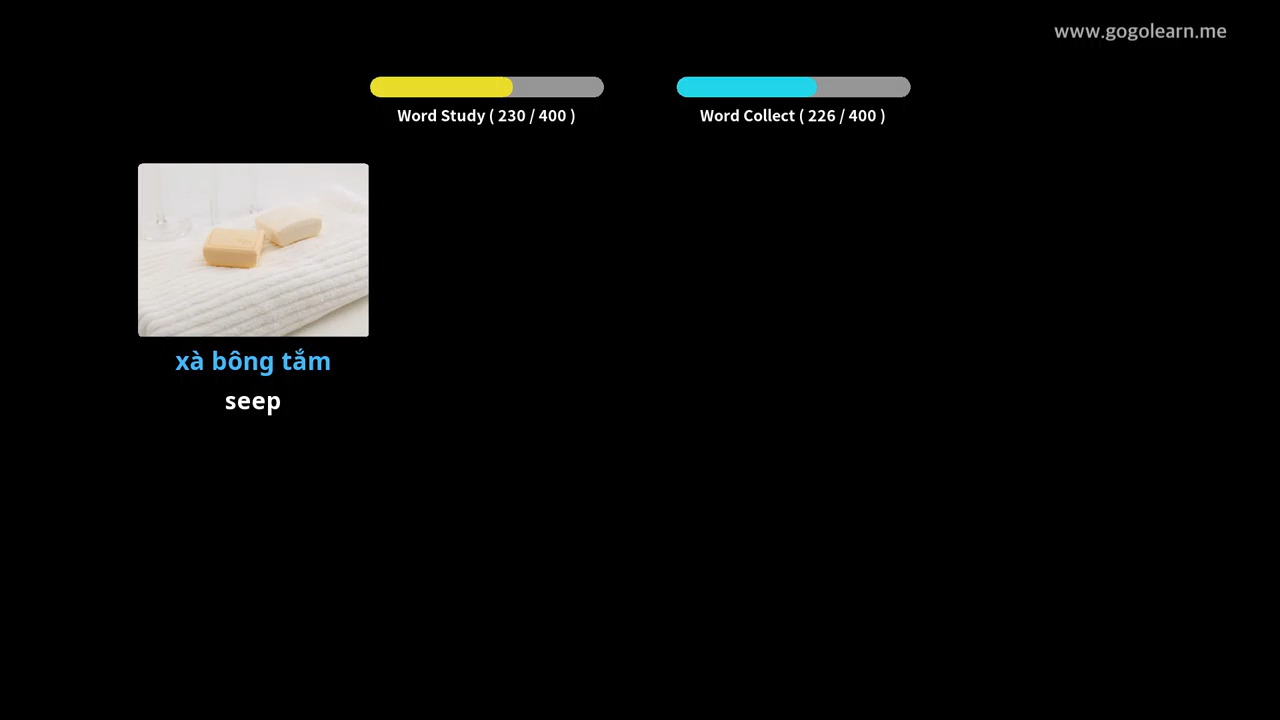 www.gogolearn.me
Word Study ( 230 / 400 )
Word Collect ( 226 / 400 )
xà bông tắm
seep